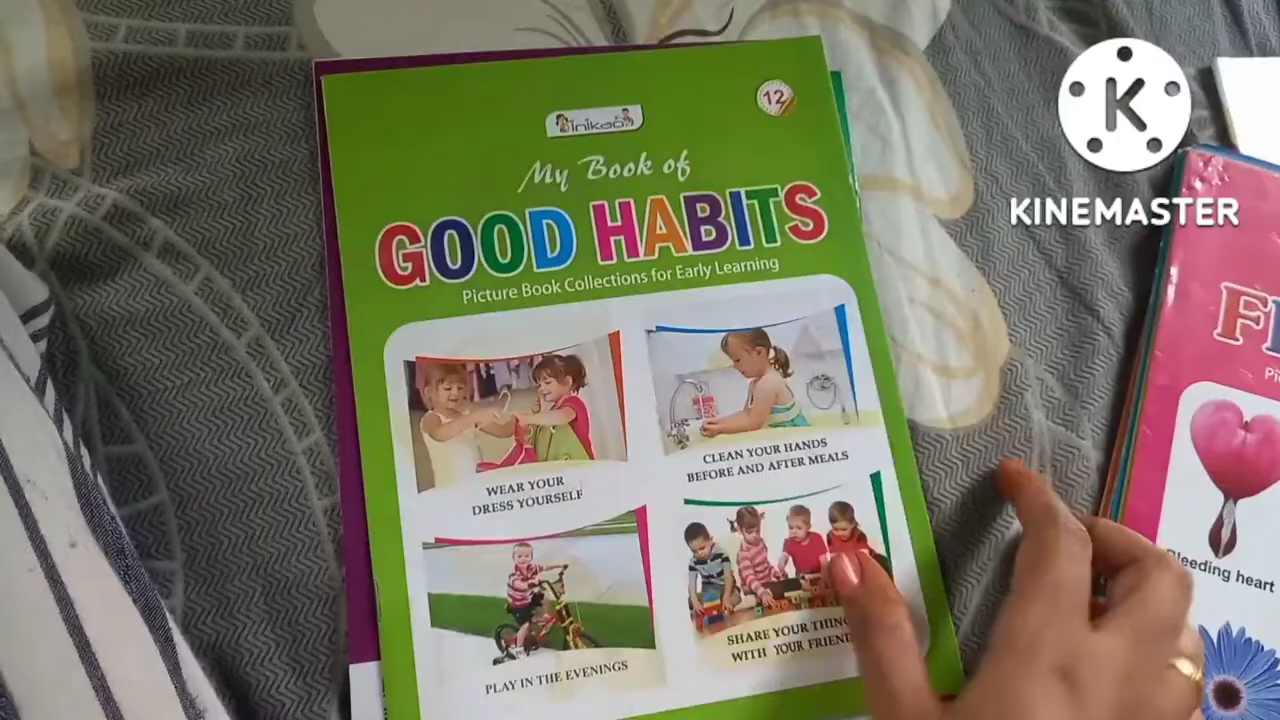 12
inikao
My Book of
GOOD HABITS
Picture Book Collections for Early Learning
WEAR YOUR
DRESS YOURSELF
CLEAN YOUR HANDS
BEFORE AND AFTER MEALS
PLAY IN THE EVENINGS
SHARE YOUR
WITH YOUR
K
KINEMASTER
Bleeding heart